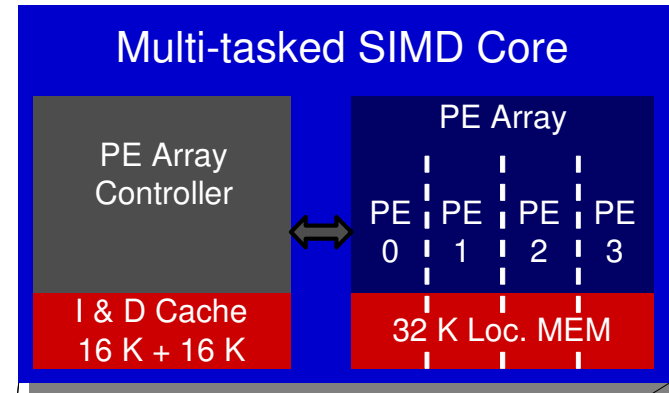 Multi-tasked SIMD Core
PE Array
Controller
I & D Cache
16 K + 16 K
PE Array
PE PE PE PE
0 1 2 3
32 K Loc. MEM